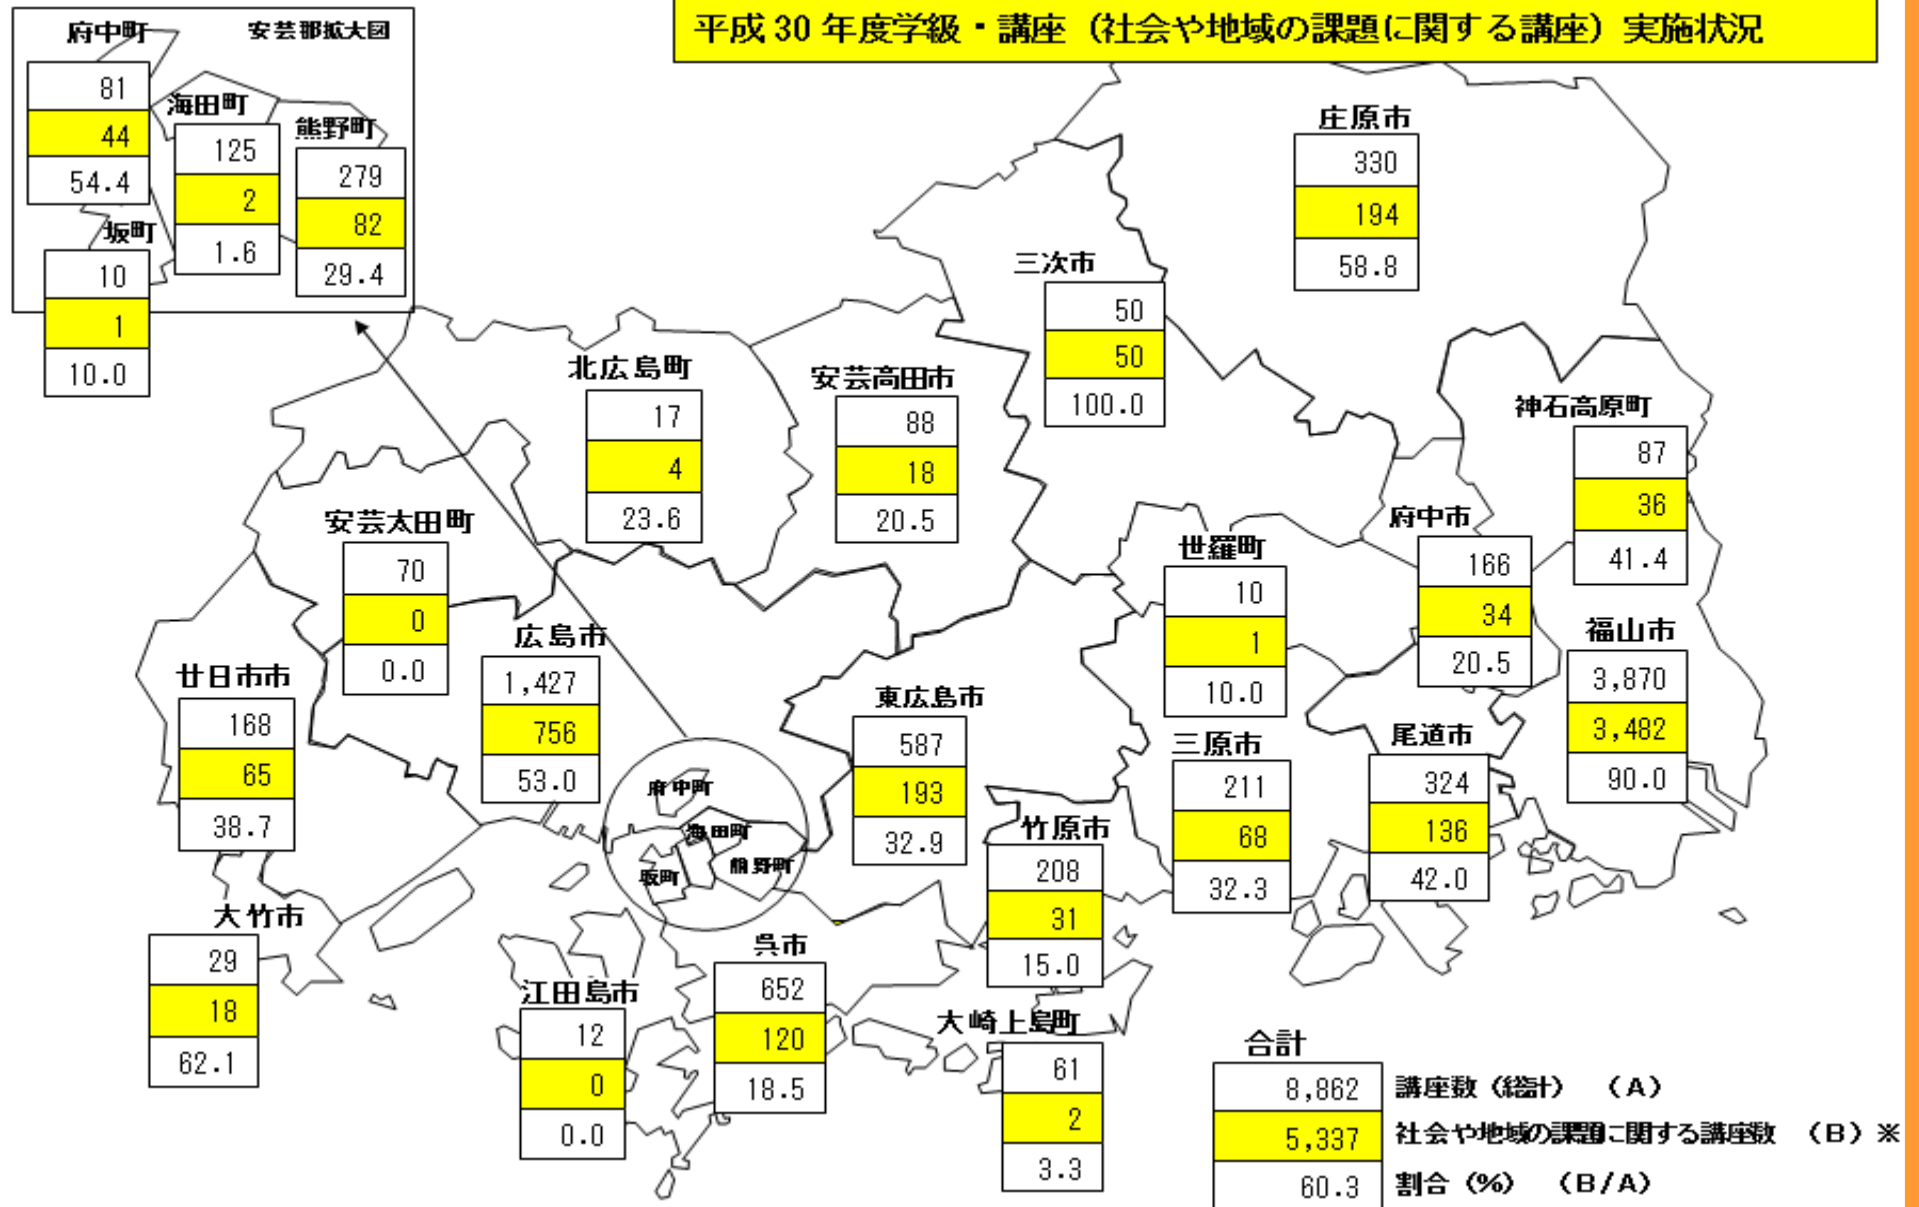 平成 30 年度学級・講座（社会や地域の課題に関する講座）実施状況
安芸郡拡大図
府中町
81
44
54.4
海田町
125
2
1.6
熊野町
279
82
29.4
坂町
10
1
10.0
庄原市
330
194
58.8
三次市
50
50
100.0
北広島町
17
4
23.6
安芸高田市
88
18
20.5
神石高原町
87
36
41.4
安芸太田町
70
0
0.0
世羅町
10
1
10.0
府中市
166
34
20.5
福山市
3,870
3,482
90.0
広島市
1,427
756
53.0
廿日市市
168
65
38.7
東広島市
587
193
32.9
三原市
211
68
32.3
尾道市
324
136
42.0
府中町
海田町
熊野町
坂町
竹原市
208
31
15.0
大竹市
29
18
62.1
江田島市
12
0
0.0
呉市
652
120
18.5
大崎上島町
61
2
3.3
合計
8,862 講座数（総計） （A）
5,337 社会や地域の課題に関する講座数 （B）※
60.3 割合（%） （B/A）